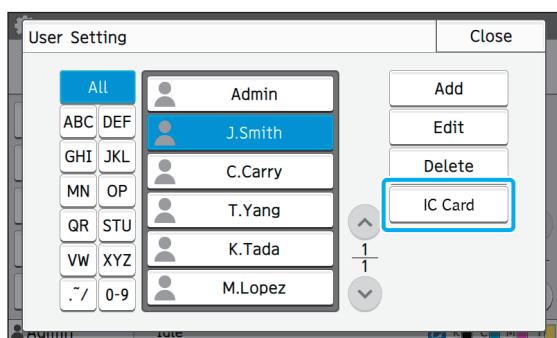 User Setting
Close
All
ABC DEF
GHI JKL
MN OP
QR STU
VW XYZ
.~/ 0-9
Admin
J.Smith
C.Carry
T.Yang
K.Tada
M.Lopez
1
1
Add
Edit
Delete
IC Card
Admin
Idle
K C M